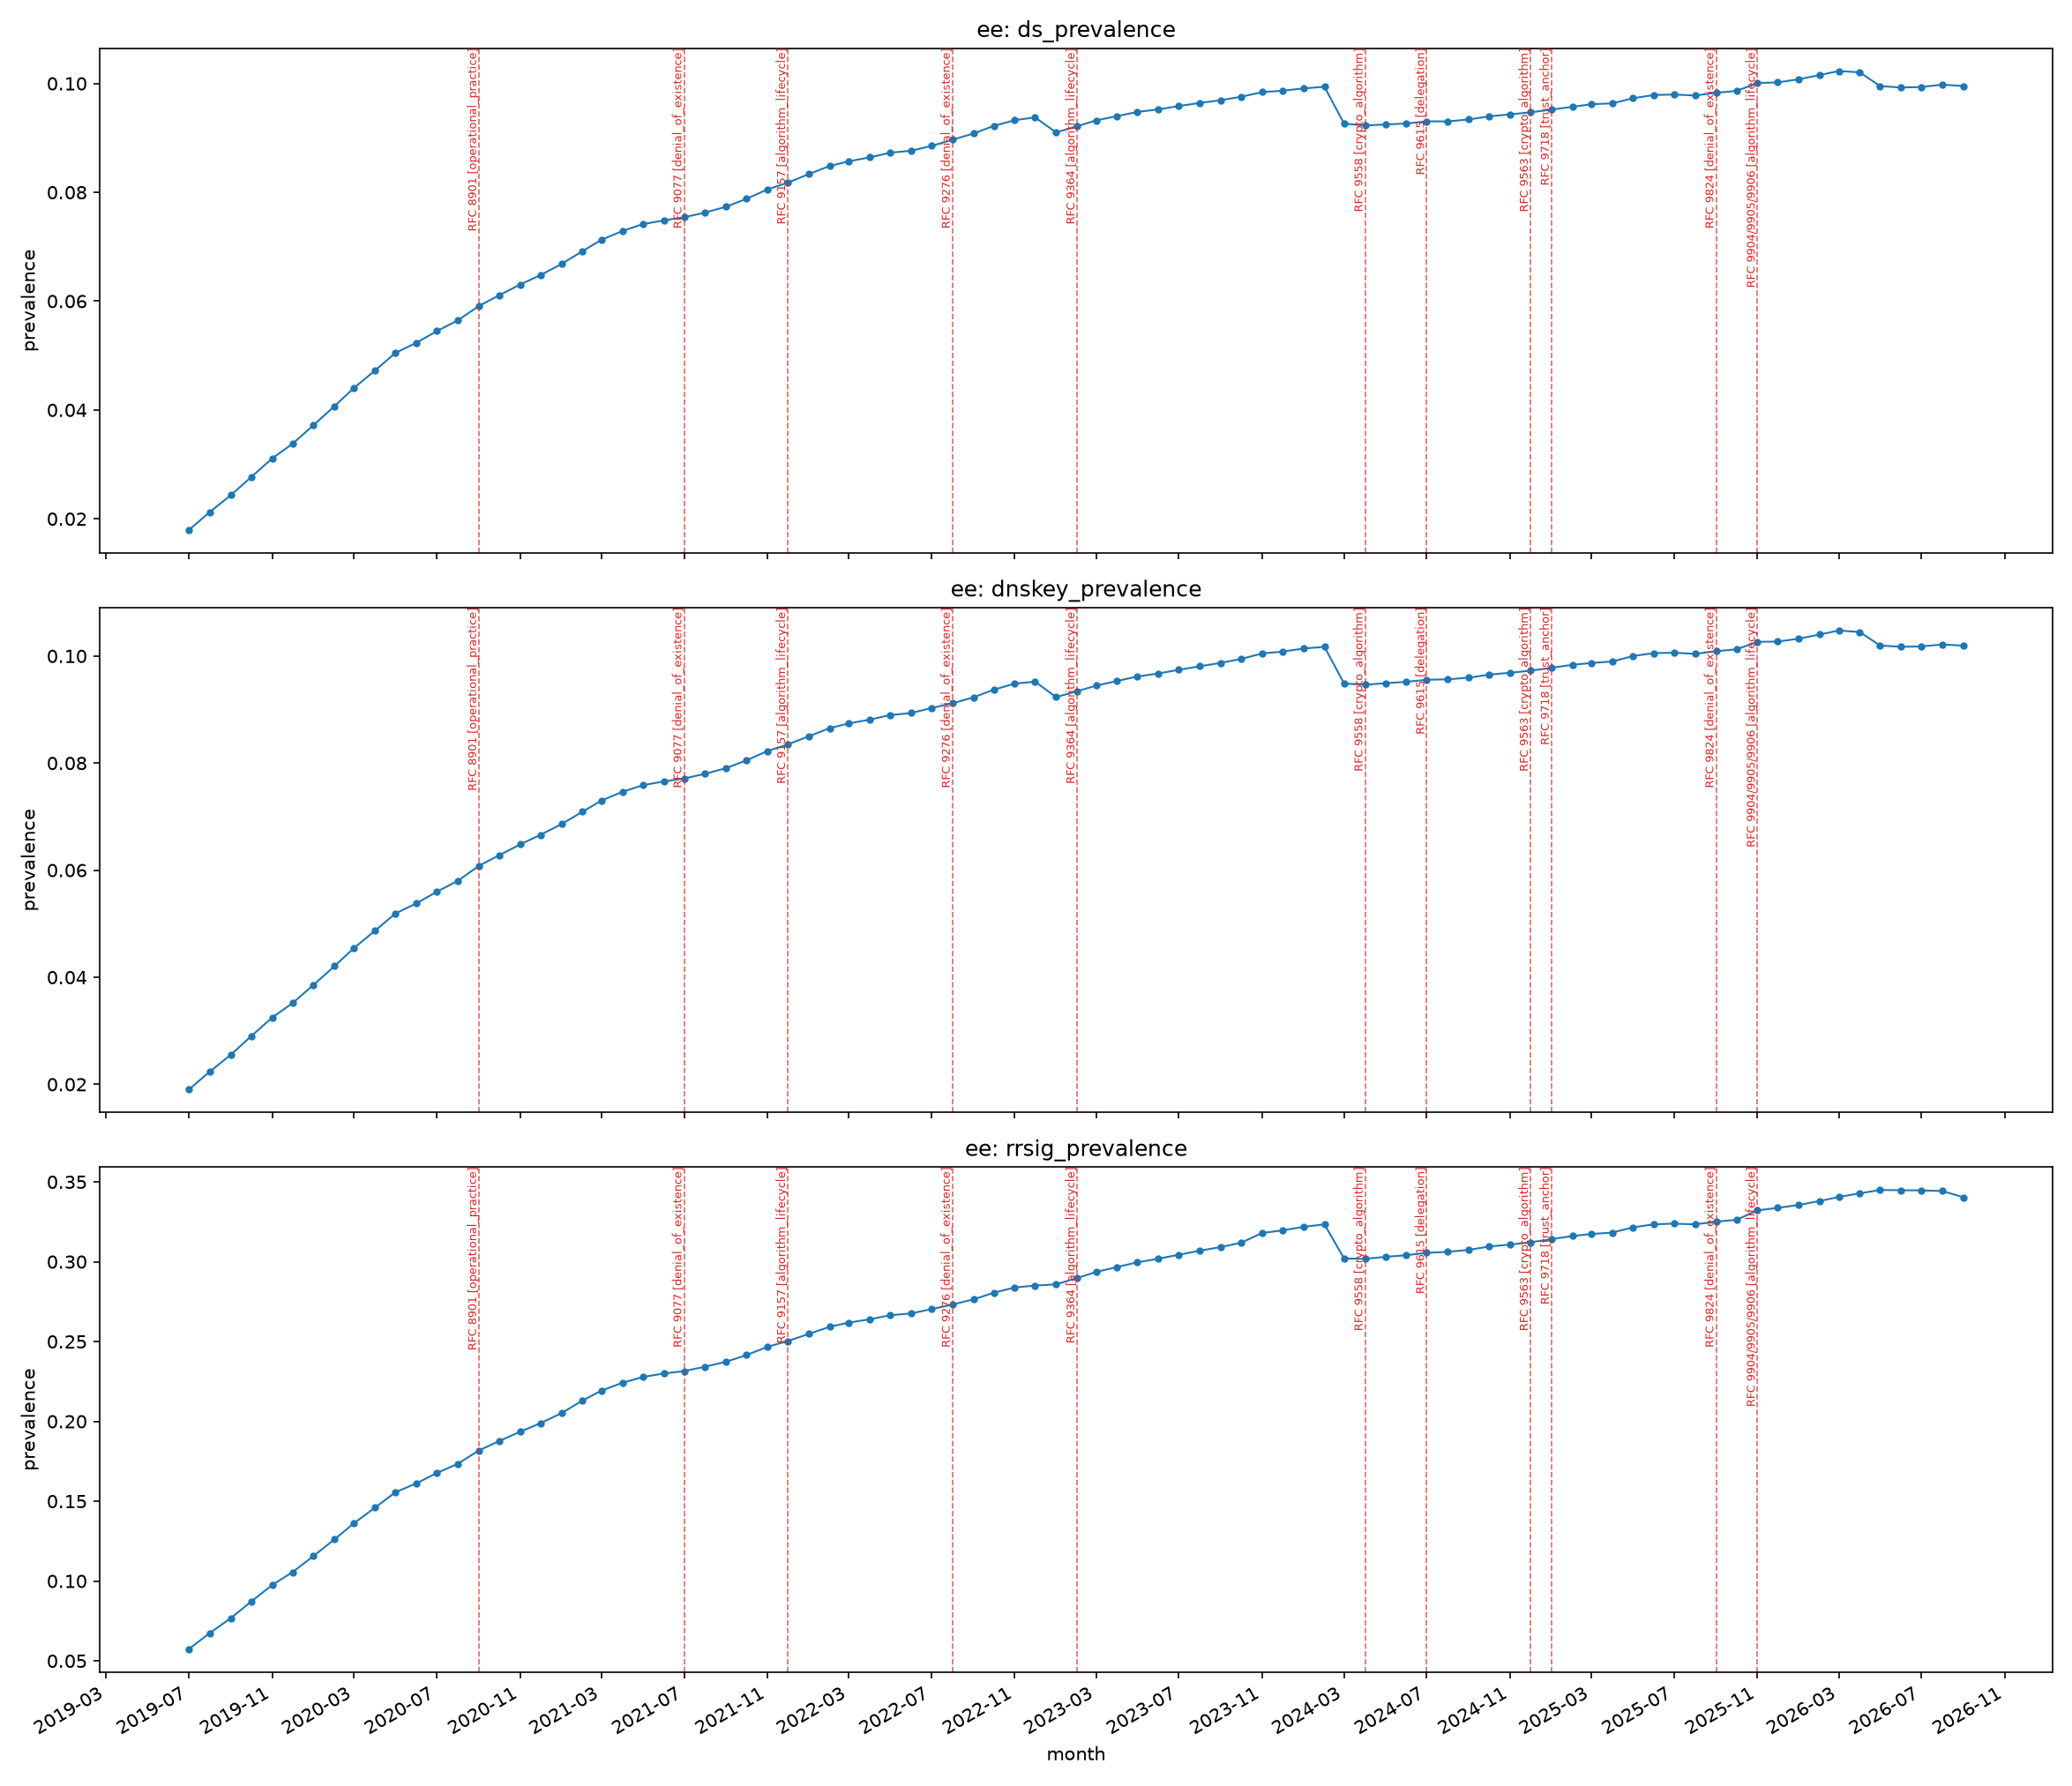 ee: ds_prevalence
prevalence
0.10
0.08
0.06
0.04
0.02
RFC 8901 [operational_practice]
RFC 9077 [denial_of_existence]
RFC 9157 [algorithm_lifecycle]
RFC 9276 [denial_of_existence]
RFC 9364 [algorithm_lifecycle]
RFC 9558 [crypto_algorithm]
RFC 9615 [delegation]
RFC 9563 [crypto_algorithm]
RFC 9718 [trust_anchor]
RFC 9824 [denial_of_existence]
RFC 9904/9905/9906 [algorithm_lifecycle]
ee: dnskey_prevalence
prevalence
0.10
0.08
0.06
0.04
0.02
RFC 8901 [operational_practice]
RFC 9077 [denial_of_existence]
RFC 9157 [algorithm_lifecycle]
RFC 9276 [denial_of_existence]
RFC 9364 [algorithm_lifecycle]
RFC 9558 [crypto_algorithm]
RFC 9615 [delegation]
RFC 9563 [crypto_algorithm]
RFC 9718 [trust_anchor]
RFC 9824 [denial_of_existence]
RFC 9904/9905/9906 [algorithm_lifecycle]
ee: rrsig_prevalence
prevalence
0.35
0.30
0.25
0.20
0.15
0.10
0.05
RFC 8901 [operational_practice]
RFC 9077 [denial_of_existence]
RFC 9157 [algorithm_lifecycle]
RFC 9276 [denial_of_existence]
RFC 9364 [algorithm_lifecycle]
RFC 9558 [crypto_algorithm]
RFC 9615 [delegation]
RFC 9563 [crypto_algorithm]
RFC 9718 [trust_anchor]
RFC 9824 [denial_of_existence]
RFC 9904/9905/9906 [algorithm_lifecycle]
2019-03
2019-07
2019-11
2020-03
2020-07
2020-11
2021-03
2021-07
2021-11
2022-03
2022-07
2022-11
2023-03
2023-07
2023-11
2024-03
2024-07
2024-11
2025-03
2025-07
2025-11
2026-03
2026-07
2026-11
month